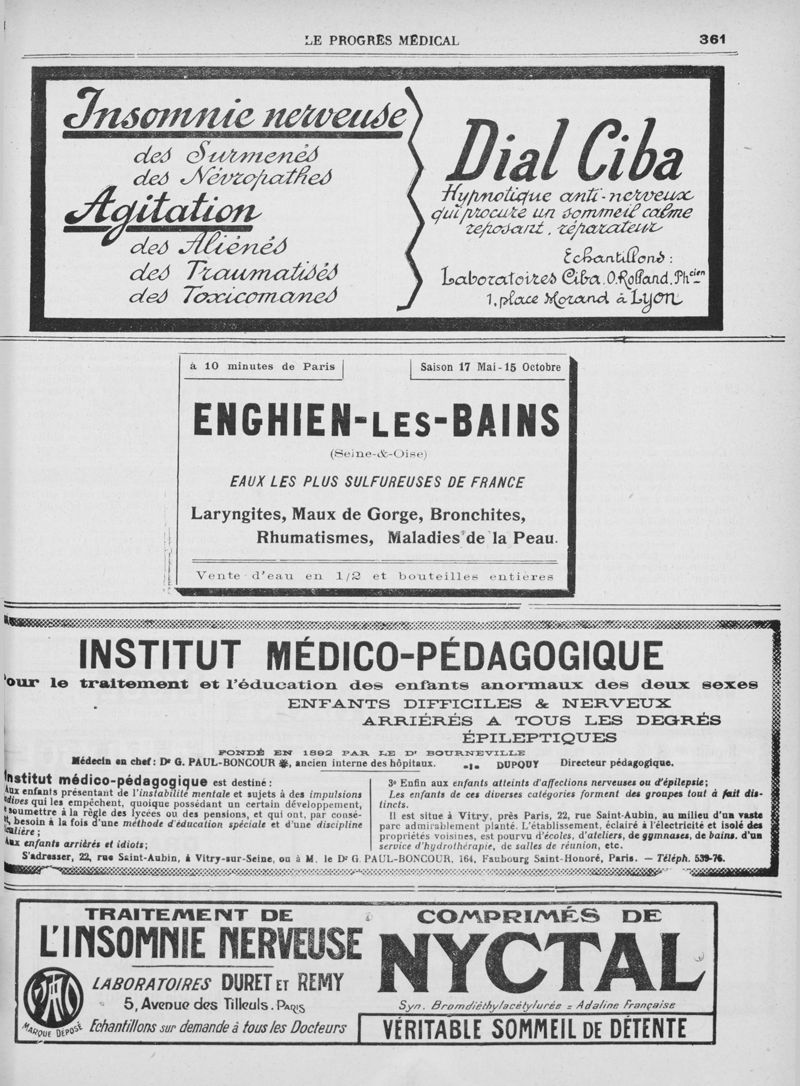 LE PROGRÈS MÉDICAL
361
Insomnie nerveuse
des Surmenés
des Névropathes
Agitation
des Aliénés
des Traumatisés
des Toxicomanes
Dial Ciba
Hypnotique anti-nerveux
qui procure un sommeil calme
reposant, réparateur
Échantillons :
Laboratoires Ciba. O. Rolland. Phcien
1, place Morand à Lyon
à 10 minutes de Paris
Saison 17 Mai-15 Octobre
ENGHIEN-LES-BAINS
(Seine-&-Oise)
EAUX LES PLUS SULFUREUSES DE FRANCE
Laryngites, Maux de Gorge, Bronchites,
Rhumatismes, Maladies de la Peau.
Vente d'eau en 1/2 et bouteilles entières
INSTITUT MÉDICO-PÉDAGOGIQUE
Pour le traitement et l'éducation des enfants anormaux des deux sexes
ENFANTS DIFFICILES & NERVEUX
ARRIÉRÉS A TOUS LES DEGRÉS
ÉPILEPTIQUES
FONDÉ EN 1892 PAR LE Dr BOURNEVILLE
Médecin en chef : Dr G. PAUL-BONCOUR ✻, ancien interne des hôpitaux. DUPOUY Directeur pédagogique.
Institut médico-pédagogique est destiné :
Aux enfants présentant de l'instabilité mentale et sujets à des impulsions
qui les empêchent, quoique possédant un certain développement,
soumettre à la règle des lycées ou des pensions, et qui ont, par consé-
besoin à la fois d'une méthode d'éducation spéciale et d'une discipline
Aux enfants arriérés et idiots ;
3º Enfin aux enfants atteints d'affections nerveuses ou d'épilepsie ;
Les enfants de ces diverses catégories forment des groupes tout à fait dis-
tincts.
Il est situé à Vitry, près Paris, 22, rue Saint-Aubin, au milieu d'un vaste
parc admirablement planté. L'établissement, éclairé à l'électricité et isolé des
propriétés voisines, est pourvu d'écoles, d'ateliers, de gymnases, de bains, d'un
service d'hydrothérapie, de salles de réunion, etc.
S'adresser, 22, rue Saint-Aubin, à Vitry-sur-Seine, ou à M. le Dr G. PAUL-BONCOUR, 164, Faubourg Saint-Honoré, Paris. — Téléph. 539-76.
TRAITEMENT DE
L'INSOMNIE NERVEUSE
LABORATOIRES DURET ET REMY
5, Avenue des Tilleuls. PARIS
MARQUE DÉPOSÉ
Echantillons sur demande à tous les Docteurs
COMPRIMÉS DE
NYCTAL
Syn. Bromdiéthylacétylurée = Adaline Française
VÉRITABLE SOMMEIL DE DÉTENTE